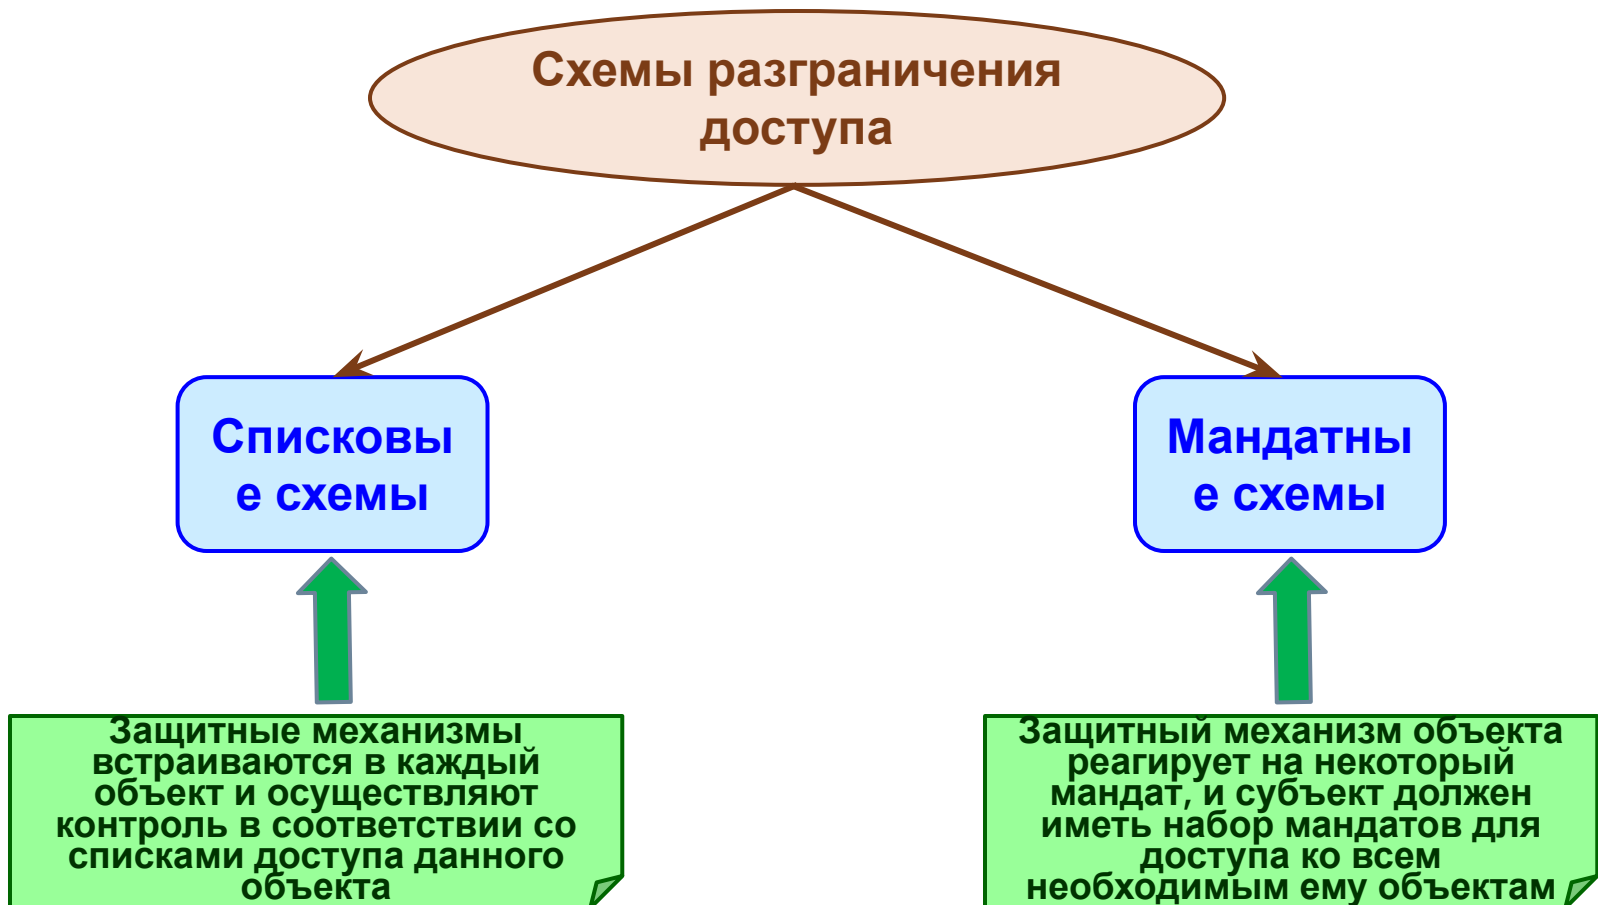 Схемы разграничения
доступа
Списковы
е схемы
Мандатны
е схемы
Защитные механизмы
встраиваются в каждый
объект и осуществляют
контроль в соответствии со
списками доступа данного
объекта
Защитный механизм объекта
реагирует на некоторый
мандат, и субъект должен
иметь набор мандатов для
доступа ко всем
необходимым ему объектам